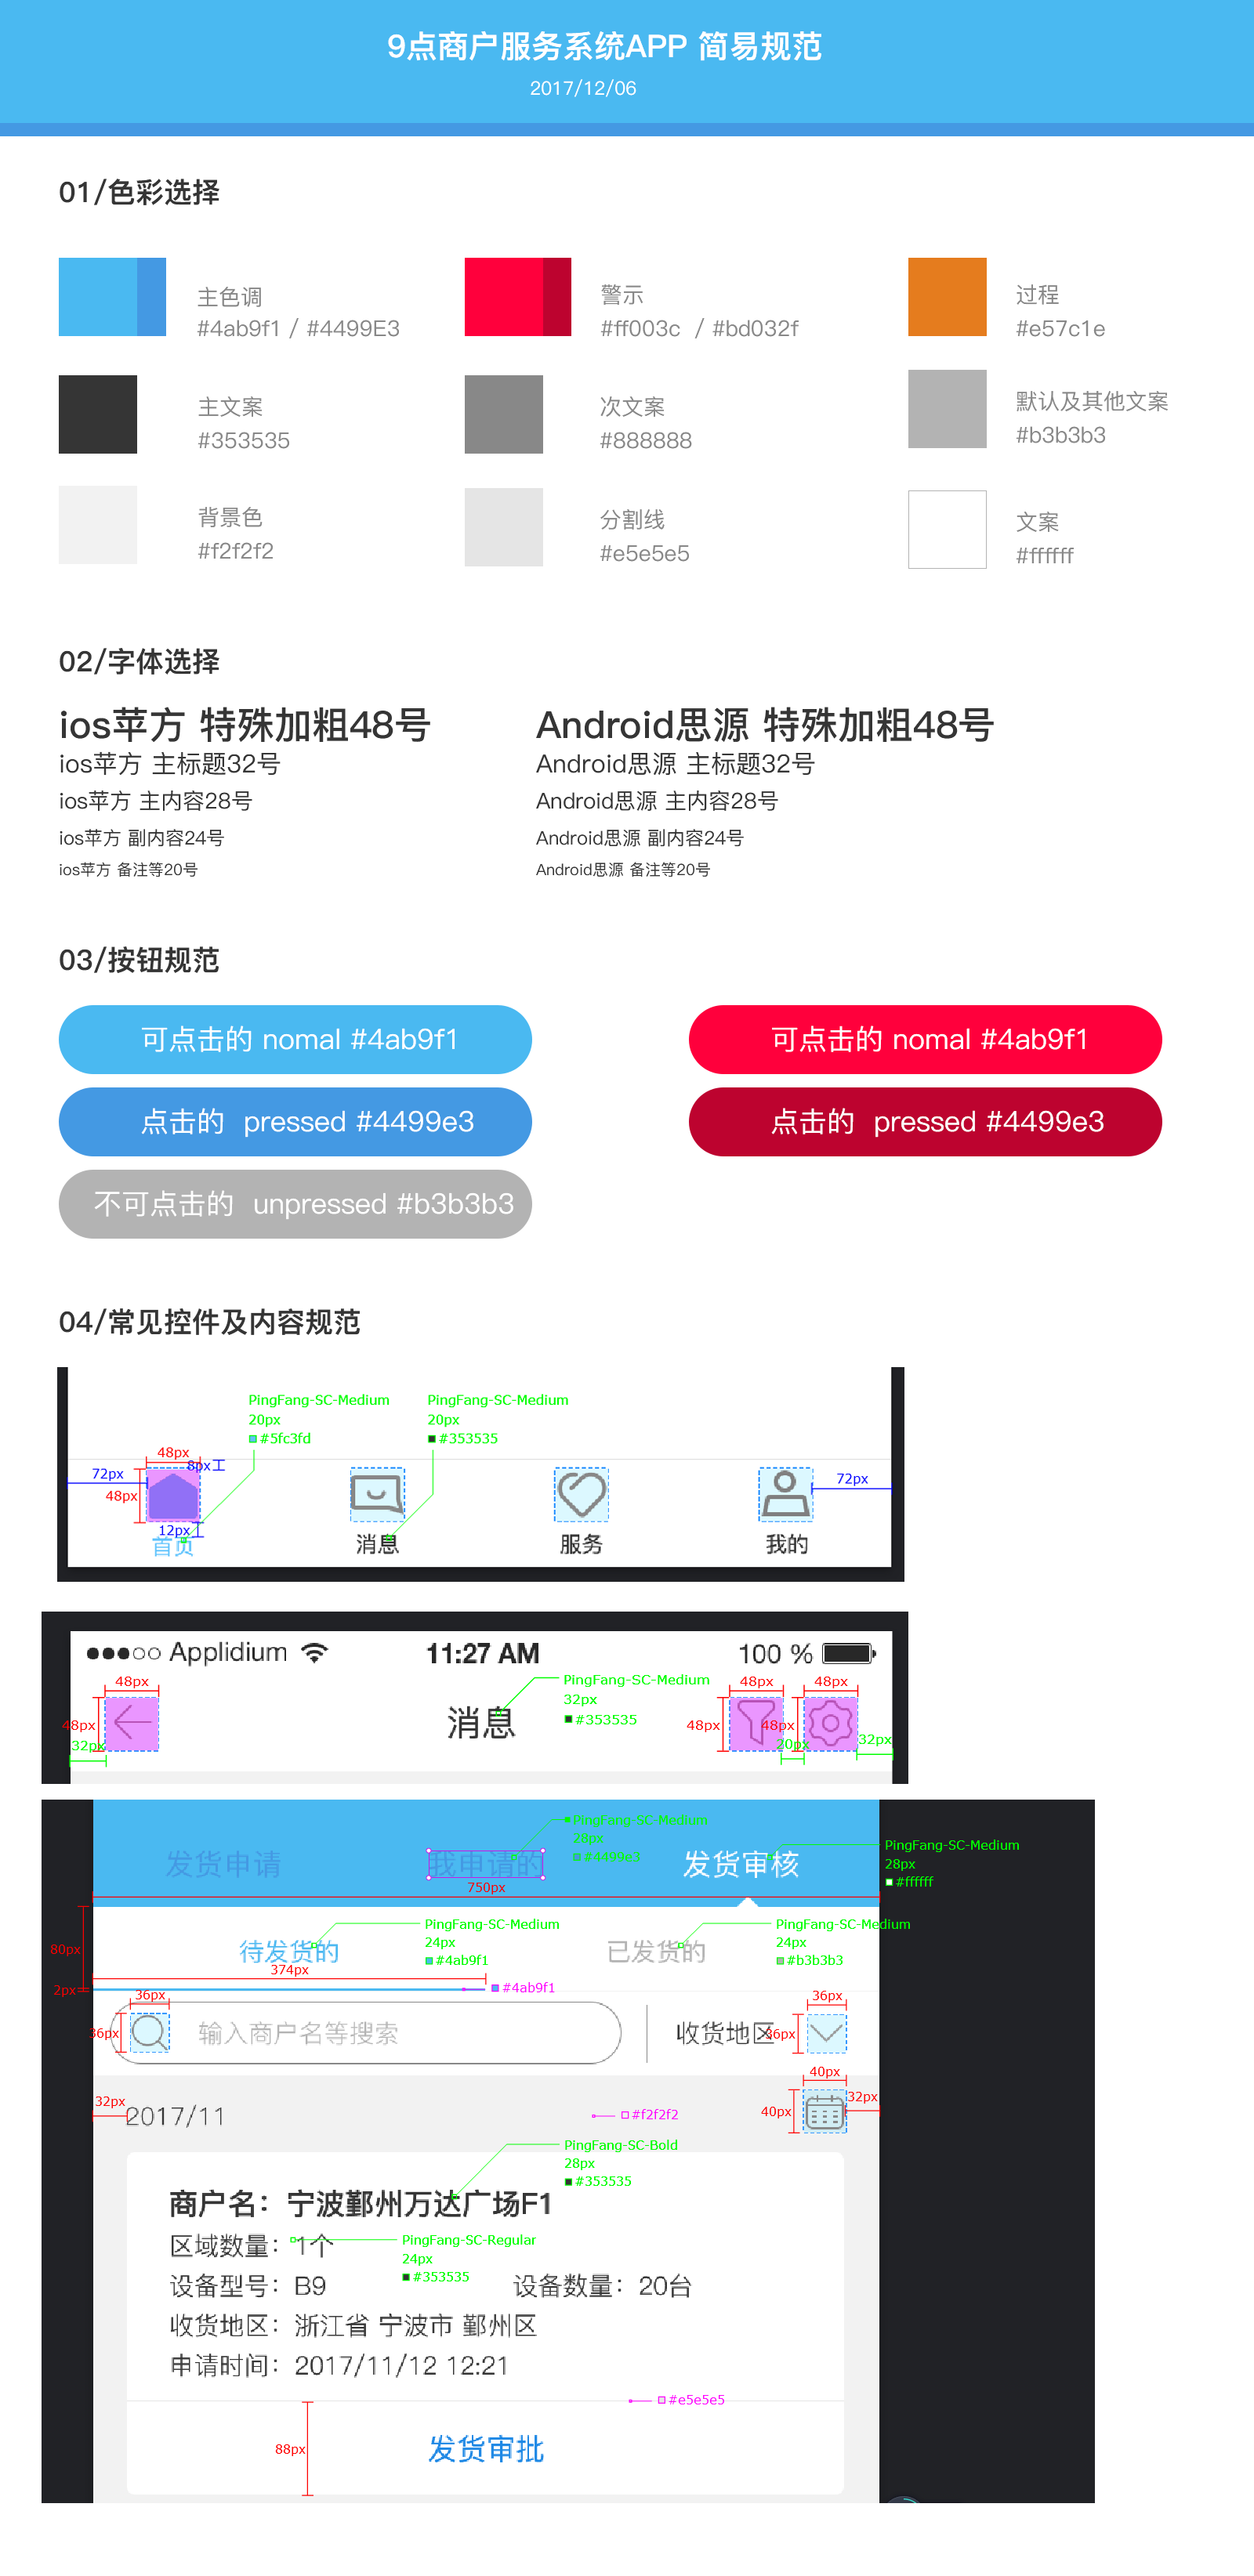 9点商户服务系统APP 简易规范
2017/12/06
01/色彩选择
主色调
#4ab9f1 / #4499E3
警示
#ff003c / #bd032f
过程
#e57c1e
主文案
#353535
次文案
#888888
默认及其他文案
#b3b3b3
背景色
#f2f2f2
分割线
#e5e5e5
文案
#ffffff
02/字体选择
ios苹方 特殊加粗48号
ios苹方 主标题32号
ios苹方 主内容28号
ios苹方 副内容24号
ios苹方 备注等20号
Android思源 特殊加粗48号
Android思源 主标题32号
Android思源 主内容28号
Android思源 副内容24号
Android思源 备注等20号
03/按钮规范
可点击的 nomal #4ab9f1
点击的 pressed #4499e3
不可点击的 unpressed #b3b3b3
可点击的 nomal #4ab9f1
点击的 pressed #4499e3
04/常见控件及内容规范
PingFang-SC-Medium
20px
#5fc3fd
PingFang-SC-Medium
20px
#353535
48px
8px
72px
48px
72px
12px
首页
消息
服务
我的
Applidium
11:27 AM
100 %
48px
48px
32px
消息
PingFang-SC-Medium
32px
#353535
48px
48px
48px
48px
20px
32px
发货申请
我申请的
发货审核
PingFang-SC-Medium
28px
#4499e3
PingFang-SC-Medium
28px
#ffffff
750px
80px
待发货的
PingFang-SC-Medium
24px
#4ab9f1
已发货的
PingFang-SC-Medium
24px
#b3b3b3
374px
2px
#4ab9f1
36px
36px
输入商户名等搜索
收货地区
36px
36px
40px
40px
32px
32px
2017/11
#f2f2f2
PingFang-SC-Bold
28px
#353535
商户名：宁波鄞州万达广场F1
区域数量：1个
PingFang-SC-Regular
24px
#353535
设备型号：B9
设备数量：20台
收货地区：浙江省 宁波市 鄞州区
申请时间：2017/11/12 12:21
#e5e5e5
88px
发货审批